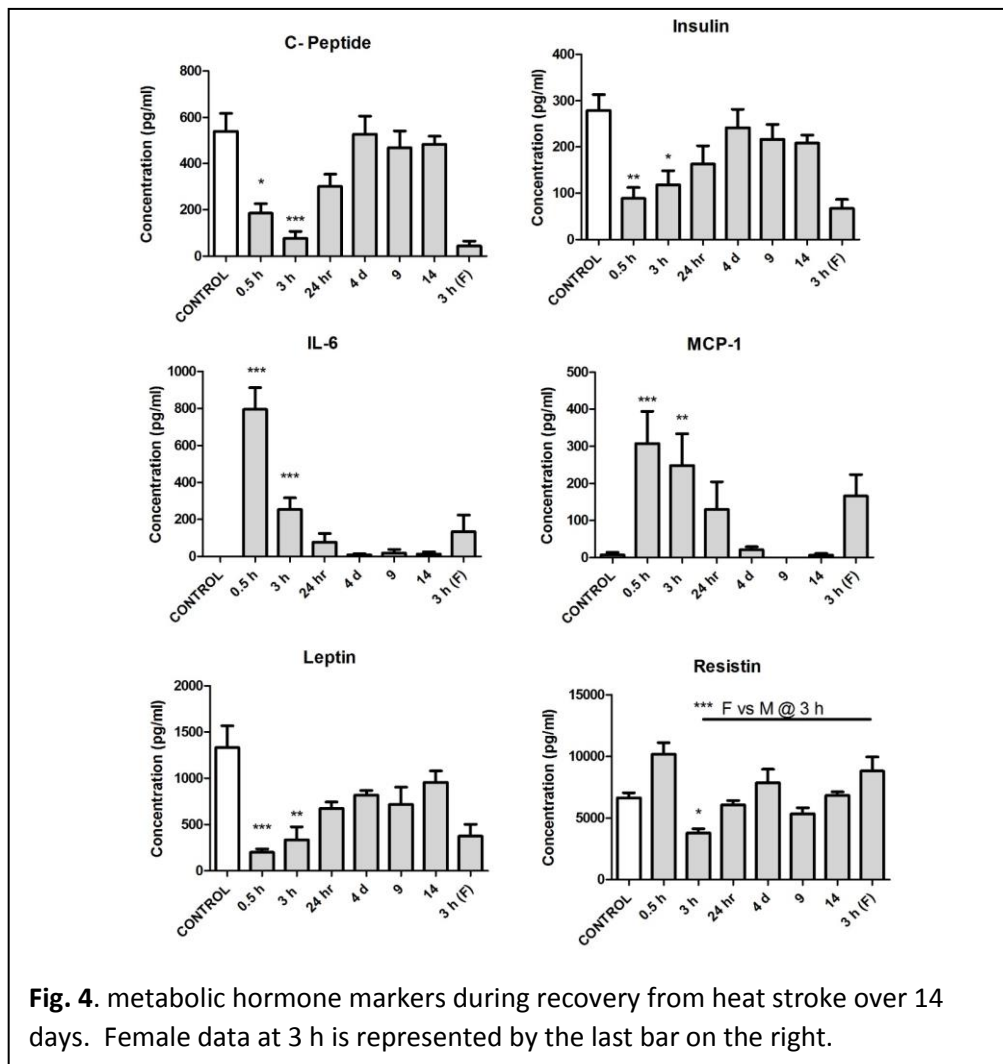 C- Peptide
Concentration (pg/ml)
800
600
400
200
0
*
***
CONTROL
0.5 h
3 h
24 hr
4 d
9
14
3 h (F)
Insulin
Concentration (pg/ml)
400
300
200
100
0
**
*
CONTROL
0.5 h
3 h
24 hr
4 d
9
14
3 h (F)
IL-6
Concentration (pg/ml)
1000
800
600
400
200
0
***
***
CONTROL
0.5 h
3 h
24 hr
4 d
9
14
3 h (F)
MCP-1
Concentration (pg/ml)
500
400
300
200
100
0
***
**
CONTROL
0.5 h
3 h
24 hr
4 d
9
14
3 h (F)
Leptin
Concentration (pg/ml)
2000
1500
1000
500
0
***
**
CONTROL
0.5 h
3 h
24 hr
4 d
9
14
3 h (F)
Resistin
Concentration (pg/ml)
15000
10000
5000
0
*** F vs M @ 3 h
*
CONTROL
0.5 h
3 h
24 hr
4 d
9
14
3 h (F)
Fig. 4. metabolic hormone markers during recovery from heat stroke over 14
days. Female data at 3 h is represented by the last bar on the right.